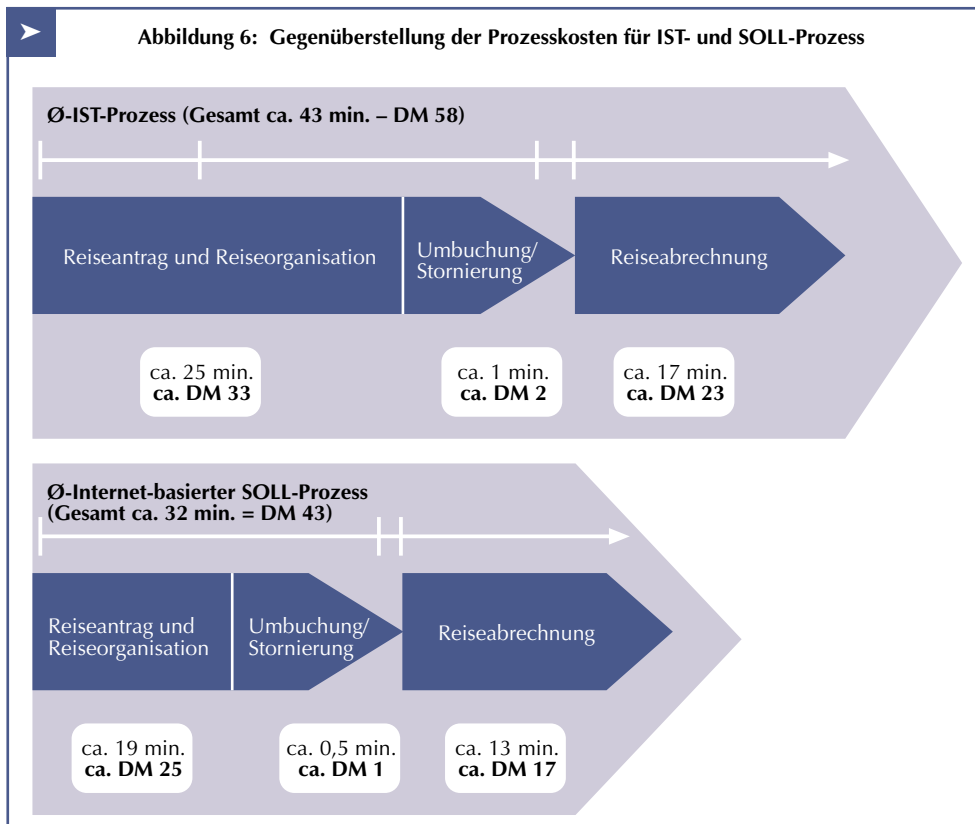 Abbildung 6: Gegenüberstellung der Prozesskosten für IST- und SOLL-Prozess
Ø-IST-Prozess (Gesamt ca. 43 min. – DM 58)
Reiseantrag und Reiseorganisation
Umbuchung/
Stornierung
Reiseabrechnung
ca. 25 min.
ca. DM 33
ca. 1 min.
ca. DM 2
ca. 17 min.
ca. DM 23
Ø-Internet-basierter SOLL-Prozess
(Gesamt ca. 32 min. = DM 43)
Reiseantrag und
Reiseorganisation
Umbuchung/
Stornierung
Reiseabrechnung
ca. 19 min.
ca. DM 25
ca. 0,5 min.
ca. DM 1
ca. 13 min.
ca. DM 17